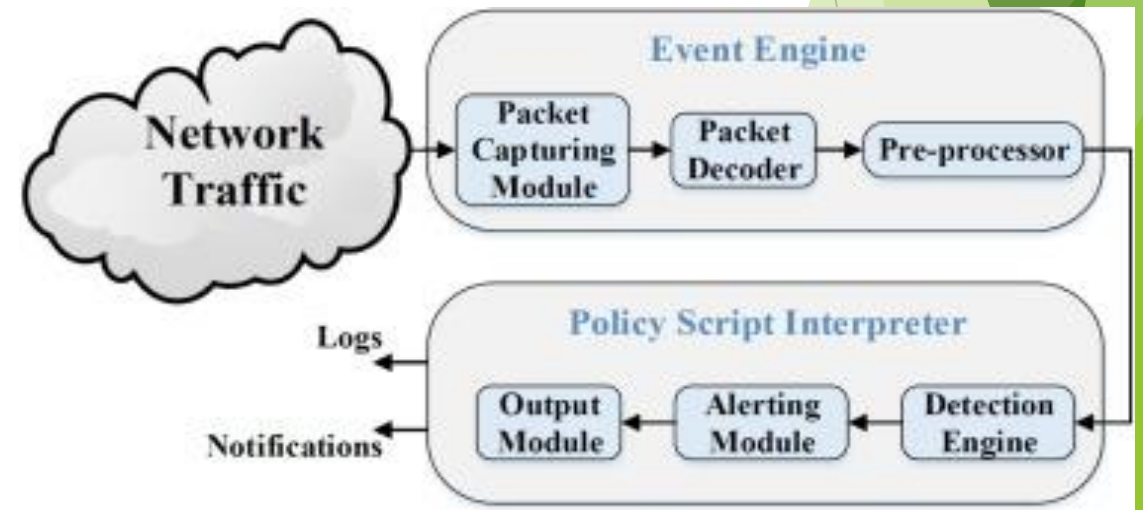 Network
Traffic
Event Engine
Packet
Capturing
Module
Packet
Decoder
Pre-processor
Policy Script Interpreter
Detection
Engine
Alerting
Module
Output
Module
Logs
Notifications